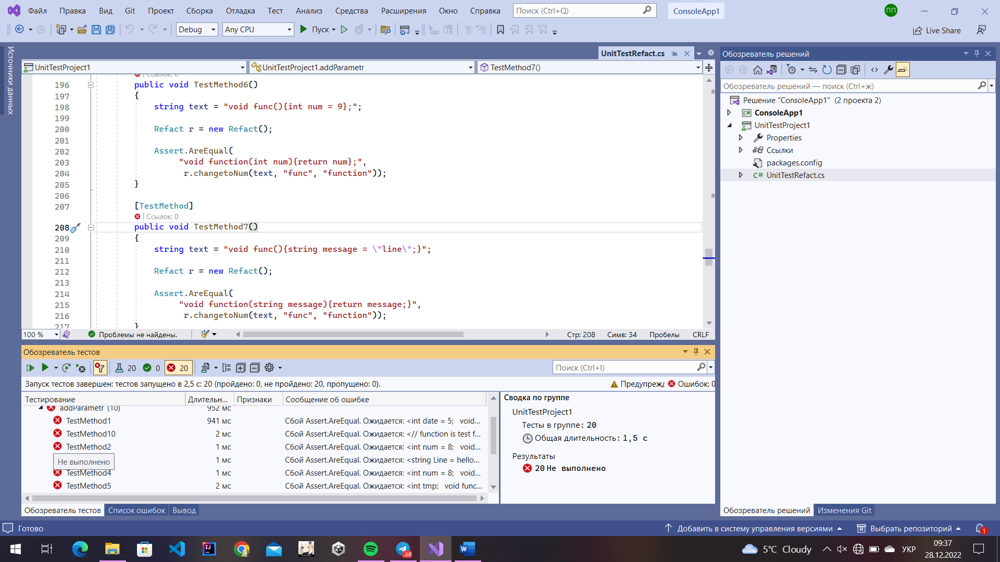 Файл Правка Вид Git Проект Сборка Отладка Тест Анализ Средства Расширения Окно Справка Поиск (Ctrl+Q) ConsoleApp1 ПП
Debug Any CPU Пуск Live Share
Источники данных
UnitTestRefact.cs
UnitTestProject1 UnitTestProject1.addParametr TestMethod7()
196 public void TestMethod6()
197 {
198 string text = "void func(){int num = 9};";
199
200 Refact r = new Refact();
201
202 Assert.AreEqual(
203 "void function(int num){return num};",
204 r.changetoNum(text, "func", "function"));
205 }
206
207 [TestMethod]
| Ссылок: 0
208 public void TestMethod7()
209 {
210 string text = "void func(){string message = \"line\";}";
211
212 Refact r = new Refact();
213
214 Assert.AreEqual(
215 "void function(string message){return message;}",
216 r.changetoNum(text, "func", "function"));
217 }
100 % Проблемы не найдены. Стр: 208 Симв: 34 Пробелы CRLF
Обозреватель тестов
20 0 20 Поиск (Ctrl+I)
Запуск тестов завершен: тестов запущено в 2,5 с: 20 (пройдено: 0, не пройдено: 20, пропущено: 0). Предупрежд Ошибок: 0
Тестирование Длительн... Признаки Сообщение об ошибке
addParametr (10) 952 мс
TestMethod1 941 мс Сбой Assert.AreEqual. Ожидается: <int date = 5; void...
TestMethod10 2 мс Сбой Assert.AreEqual. Ожидается: <// function is test f...
TestMethod2 1 мс Сбой Assert.AreEqual. Ожидается: <int num = 8; void...
Не выполнено 1 мс Сбой Assert.AreEqual. Ожидается: <string Line = hello...
TestMethod4 1 мс Сбой Assert.AreEqual. Ожидается: <int num = 8; void...
TestMethod5 2 мс Сбой Assert.AreEqual. Ожидается: <int tmp; void func...
Сводка по группе
UnitTestProject1
Тесты в группе: 20
Общая длительность: 1,5 с
Результаты
20 Не выполнено
Обозреватель тестов Список ошибок Вывод
Обозреватель решений
Обозреватель решений — поиск (Ctrl+ж)
Решение "ConsoleApp1" (2 проекта 2)
C# ConsoleApp1
UnitTestProject1
Properties
Ссылки
packages.config
C# UnitTestRefact.cs
Обозреватель решений Изменения Git
Готово Добавить в систему управления версиями Выбрать репозиторий 1
5°C Cloudy УКР 09:37
28.12.2022